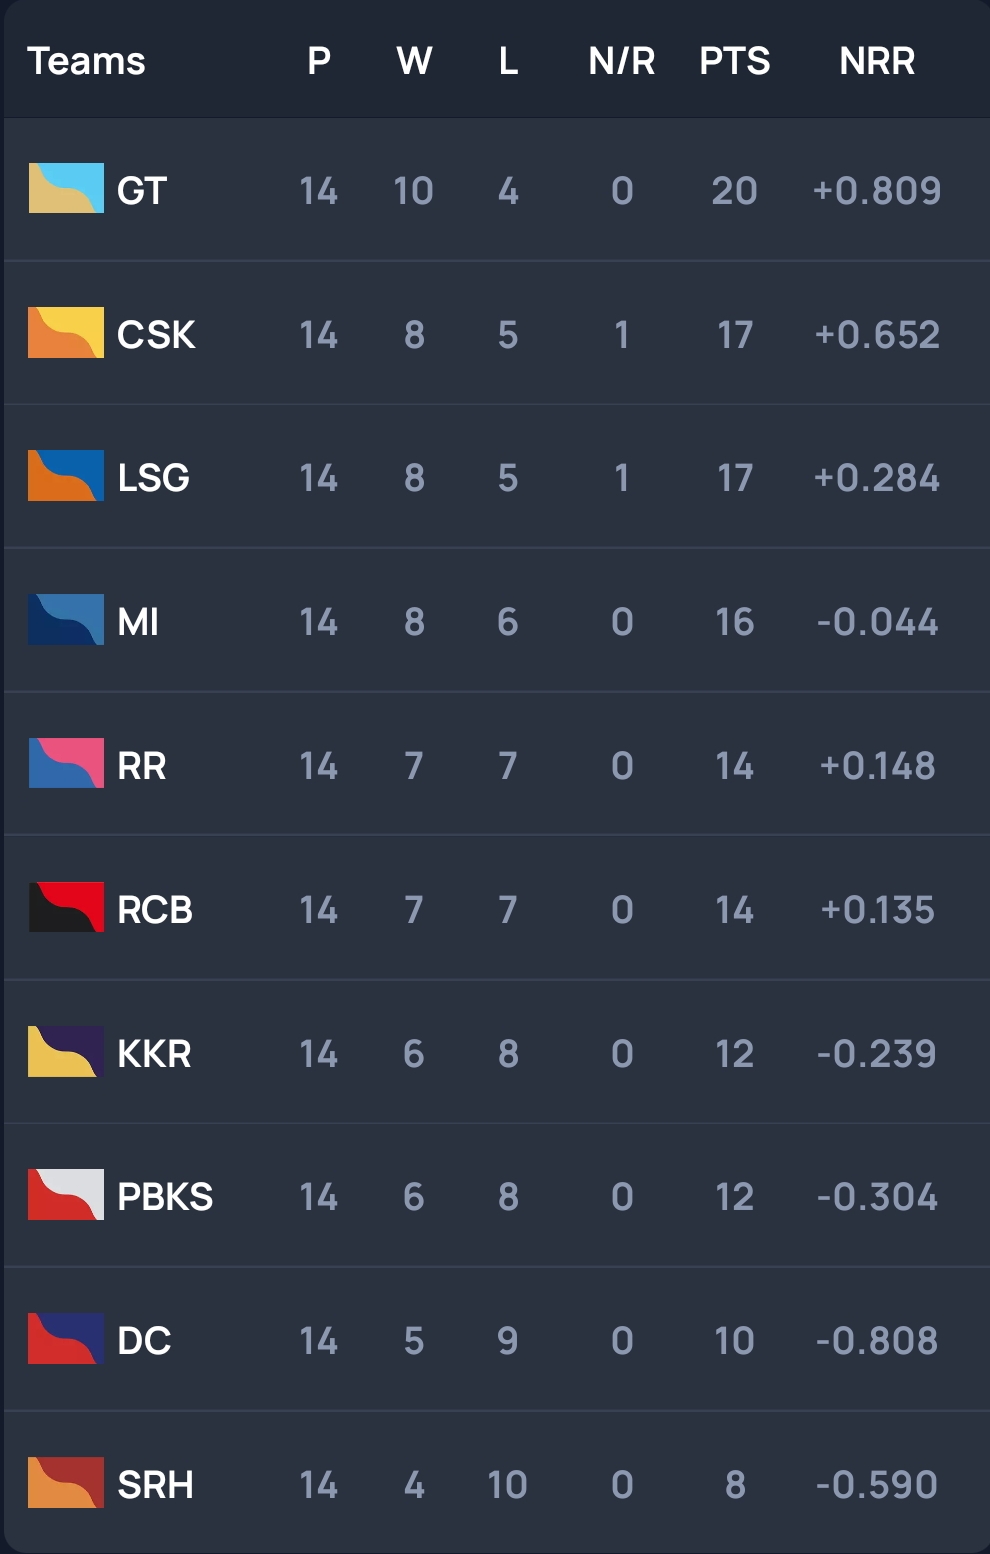 Teams P W L N/R PTS NRR
GT 14 10 4 0 20 +0.809
CSK 14 8 5 1 17 +0.652
LSG 14 8 5 1 17 +0.284
MI 14 8 6 0 16 -0.044
RR 14 7 7 0 14 +0.148
RCB 14 7 7 0 14 +0.135
KKR 14 6 8 0 12 -0.239
PBKS 14 6 8 0 12 -0.304
DC 14 5 9 0 10 -0.808
SRH 14 4 10 0 8 -0.590